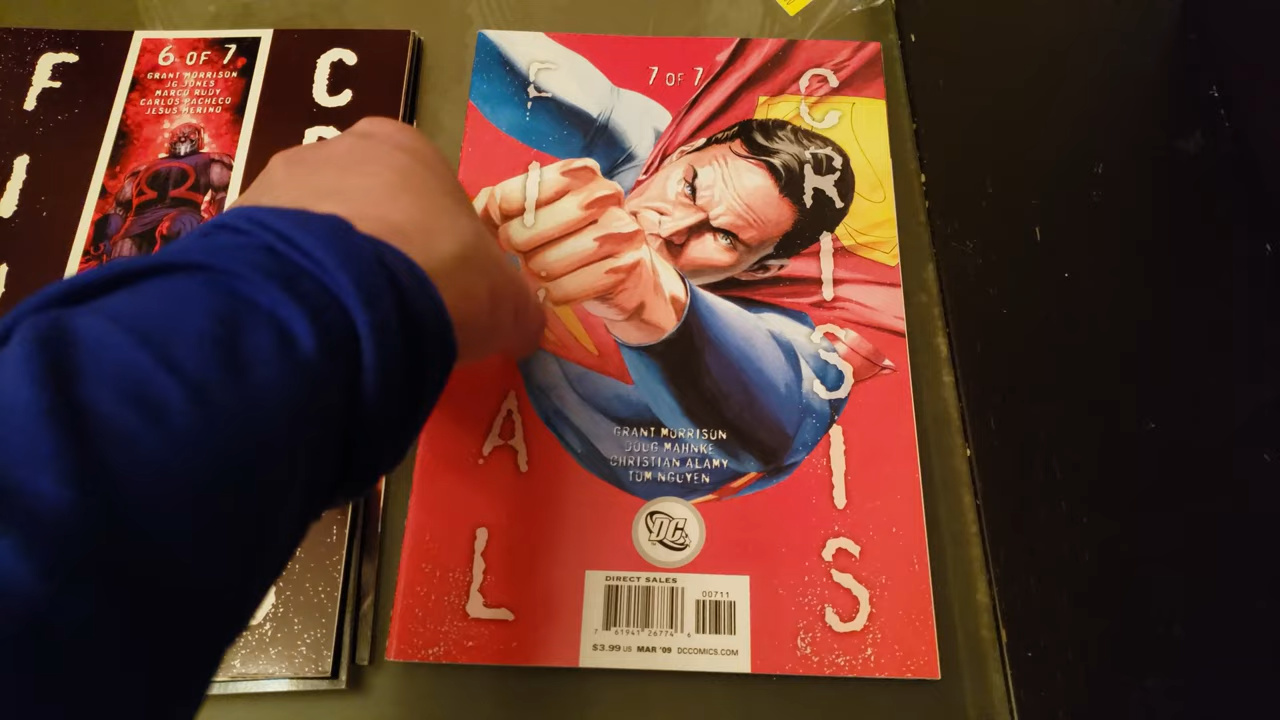 F
I
6 OF 7
GRANT MORRISON
JG JONES
MARCO RUDY
CARLOS PACHECO
JESUS MERINO
C
7 OF 7
F
I
A
L
C
R
I
S
I
S
GRANT MORRISON
DOUG MAHNKE
CHRISTIAN ALAMY
TOM NGUYEN
DC
DIRECT SALES
00711
7 61941 26774 6
$3.99 US MAR '09 DCCOMICS.COM